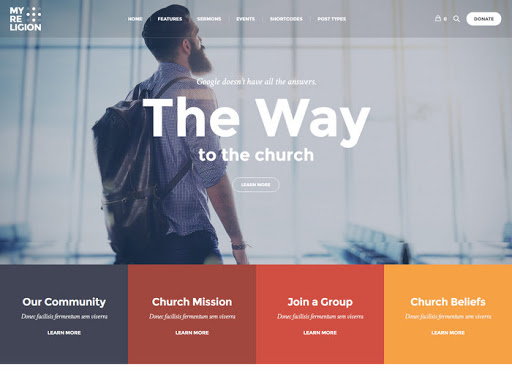 MY
RE
LIGION
HOME FEATURES SERMONS EVENTS SHORTCODES POST TYPES
0
DONATE
Google doesn't have all the answers.
The Way
to the church
LEARN MORE
Our Community Church Mission Join a Group Church Beliefs
Donec facilisis fermentum sem viverra Donec facilisis fermentum sem viverra Donec facilisis fermentum sem viverra Donec facilisis fermentum sem viverra
LEARN MORE LEARN MORE LEARN MORE LEARN MORE